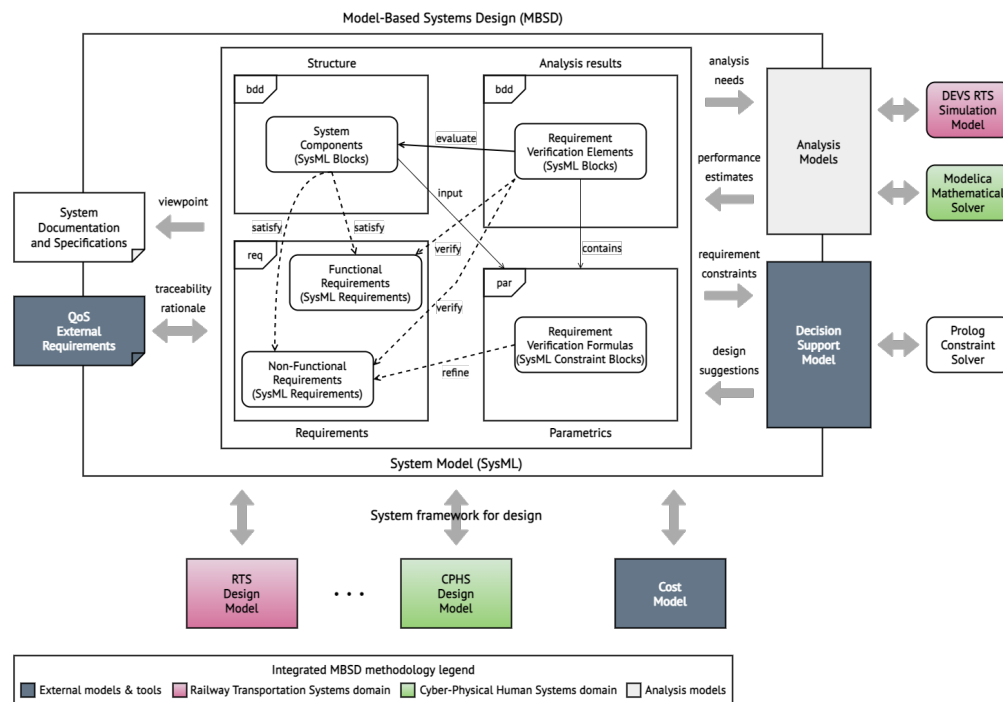 Model-Based Systems Design (MBSD)
Structure
Analysis results
bdd
bdd
System
Components
(SysML Blocks)
evaluate
Requirement
Verification Elements
(SysML Blocks)
input
satisfy
satisfy
verify
contains
verify
req
Functional
Requirements
(SysML Requirements)
par
Requirement
Verification Formulas
(SysML Constraint Blocks)
Non-Functional
Requirements
(SysML Requirements)
refine
Requirements
Parametrics
System Model (SysML)
System
Documentation
and Specifications
viewpoint
QoS
External
Requirements
traceability
rationale
analysis
needs
performance
estimates
requirement
constraints
design
suggestions
Analysis
Models
Decision
Support
Model
DEVS RTS
Simulation
Model
Modelica
Mathematical
Solver
Prolog
Constraint
Solver
System framework for design
RTS
Design
Model
...
CPHS
Design
Model
Cost
Model
Integrated MBSD methodology legend
External models & tools
Railway Transportation Systems domain
Cyber-Physical Human Systems domain
Analysis models